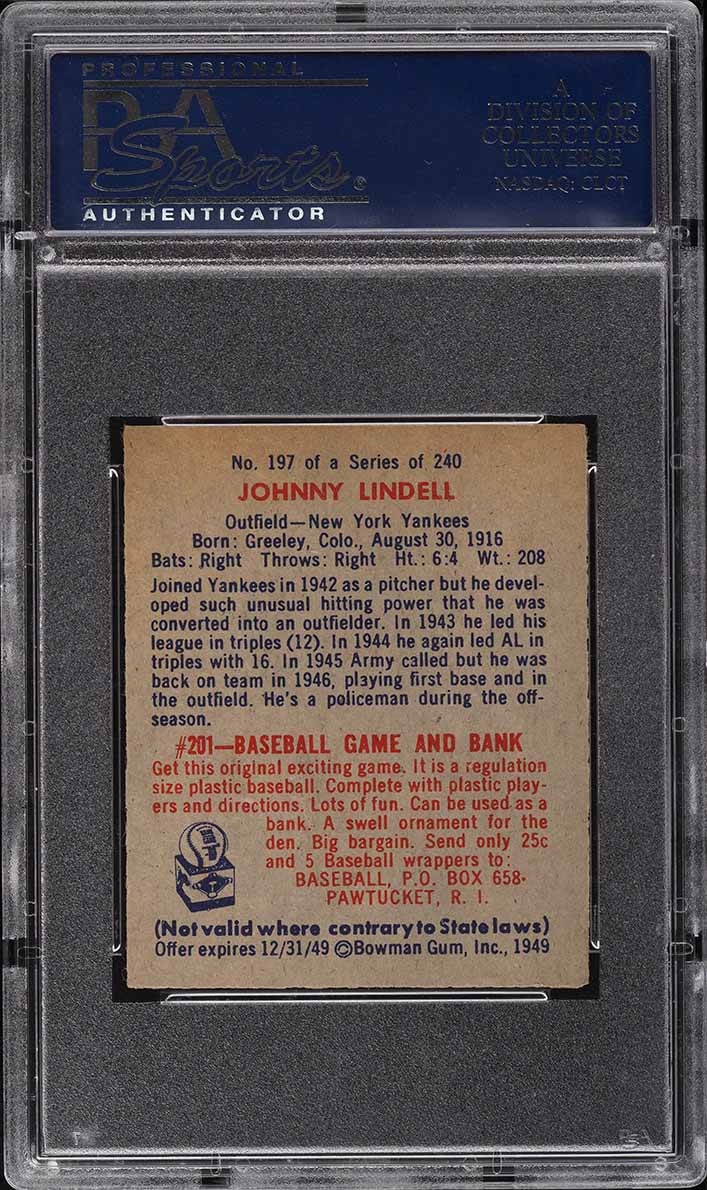 PROFESSIONAL
PSA
Sports®
AUTHENTICATOR
A
DIVISION OF
COLLECTORS
UNIVERSE
NASDAQ: CLCT
No. 197 of a Series of 240
JOHNNY LINDELL
Outfield—New York Yankees
Born: Greeley, Colo., August 30, 1916
Bats: Right Throws: Right Ht.: 6:4 Wt.: 208
Joined Yankees in 1942 as a pitcher but he devel-
oped such unusual hitting power that he was
converted into an outfielder. In 1943 he led his
league in triples (12). In 1944 he again led AL in
triples with 16. In 1945 Army called but he was
back on team in 1946, playing first base and in
the outfield. He's a policeman during the off-
season.
#201—BASEBALL GAME AND BANK
Get this original exciting game. It is a regulation
size plastic baseball. Complete with plastic play-
ers and directions. Lots of fun. Can be used as a
bank. A swell ornament for the
den. Big bargain. Send only 25c
and 5 Baseball wrappers to:
BASEBALL, P.O. BOX 658
PAWTUCKET, R. I.
(Not valid where contrary to State laws)
Offer expires 12/31/49 ©Bowman Gum, Inc., 1949
PSA